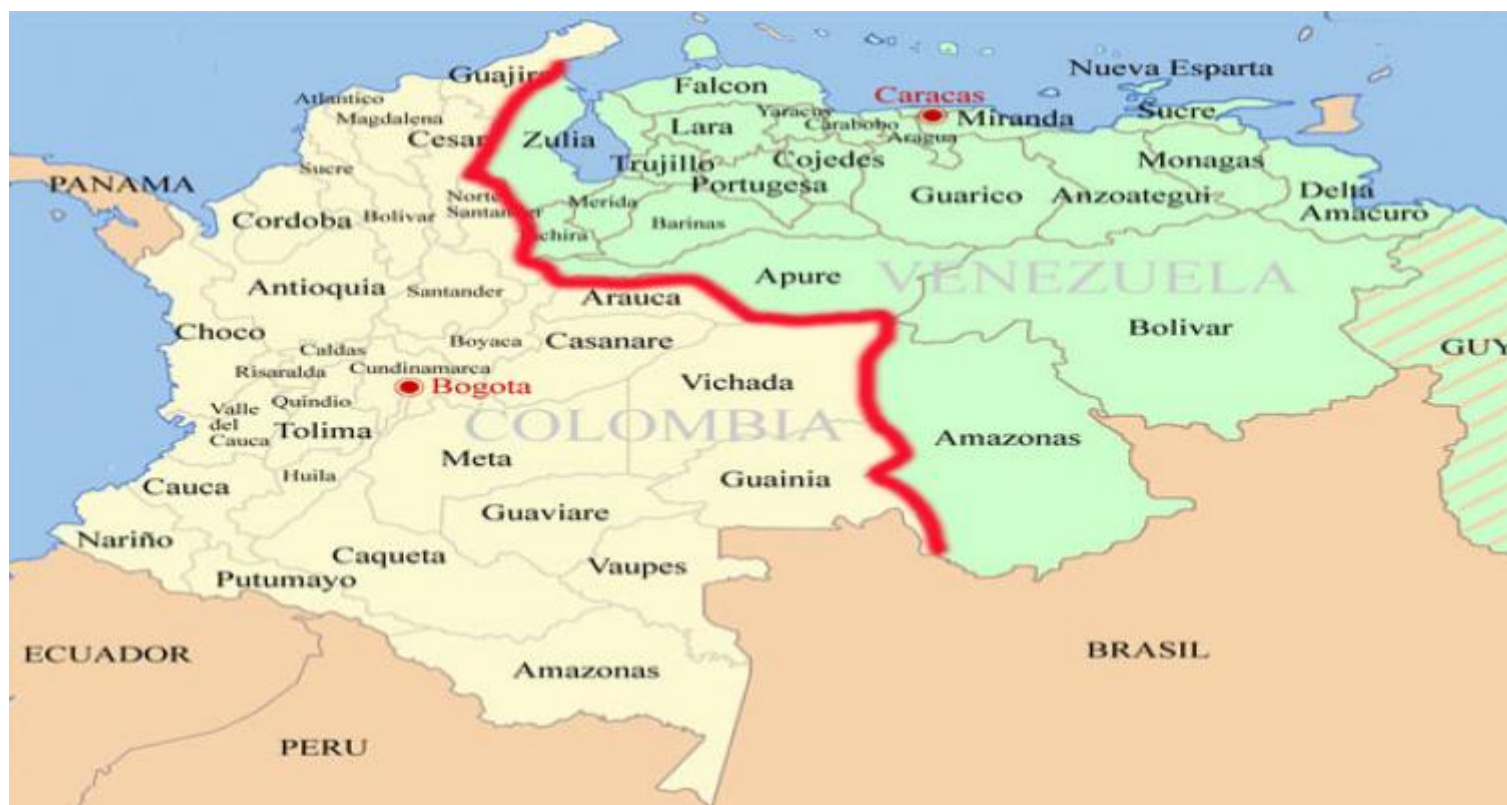 Nueva Esparta
Guajira
Falcon
Caracas
Atlantico
Magdalena
Yaracuy
Miranda
Sucre
Carabobo
Lara
Aragua
Cesar
Zulia
Trujillo
Cojedes
Monagas
Sucre
PANAMA
Portugesa
Delta
Amacuro
Norte
Santander
Merida
Guarico
Anzoategui
Cordoba
Bolivar
Barinas
Apure
VENEZUELA
Antioquia
Santander
Arauca
Bolivar
Choco
Boyaca
Casanare
Caldas
GUY
Risaralda
Cundinamarca
Bogota
Vichada
Valle
del
Cauca
Quindio
Tolima
COLOMBIA
Amazonas
Meta
Huila
Guainia
Cauca
Guaviare
Nariño
Caqueta
Vaupes
Putumayo
ECUADOR
BRASIL
Amazonas
PERU